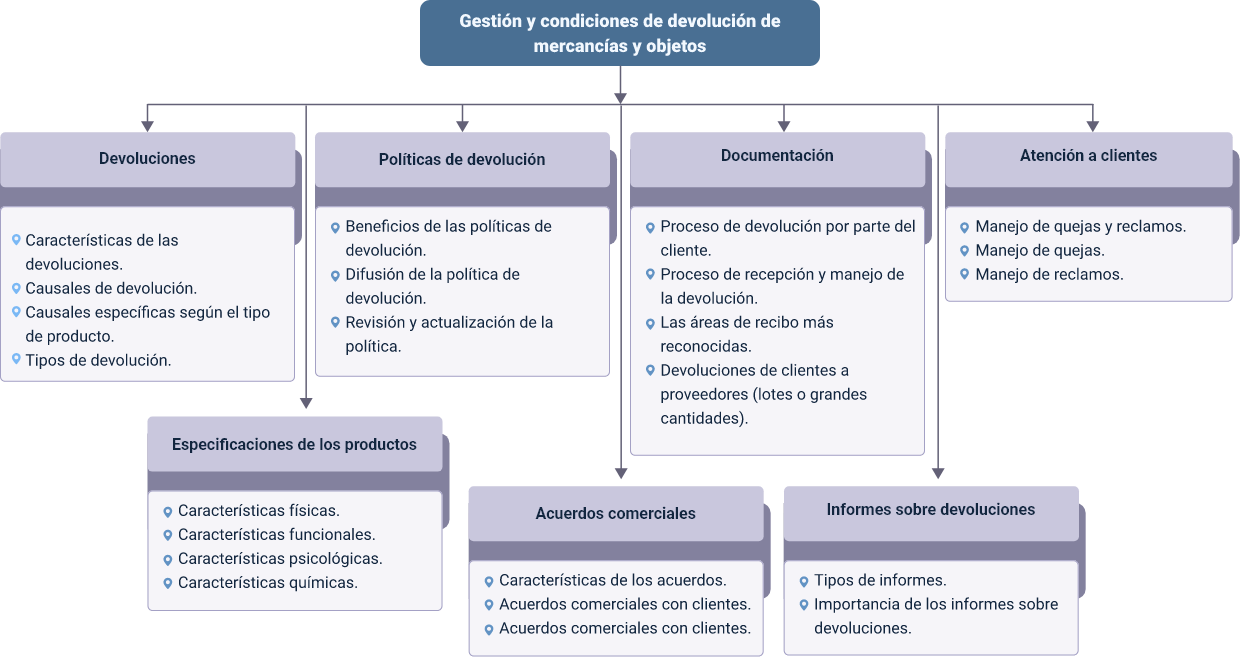 Gestión y condiciones de devolución de
mercancías y objetos
Devoluciones
Características de las
devoluciones.
Causales de devolución.
Causales específicas según el tipo
de producto.
Tipos de devolución.
Políticas de devolución
Beneficios de las políticas de
devolución.
Difusión de la política de
devolución.
Revisión y actualización de la
política.
Documentación
Proceso de devolución por parte del
cliente.
Proceso de recepción y manejo de
la devolución.
Las áreas de recibo más
reconocidas.
Devoluciones de clientes a
proveedores (lotes o grandes
cantidades).
Atención a clientes
Manejo de quejas y reclamos.
Manejo de quejas.
Manejo de reclamos.
Especificaciones de los productos
Características físicas.
Características funcionales.
Características psicológicas.
Características químicas.
Acuerdos comerciales
Características de los acuerdos.
Acuerdos comerciales con clientes.
Acuerdos comerciales con clientes.
Informes sobre devoluciones
Tipos de informes.
Importancia de los informes sobre
devoluciones.